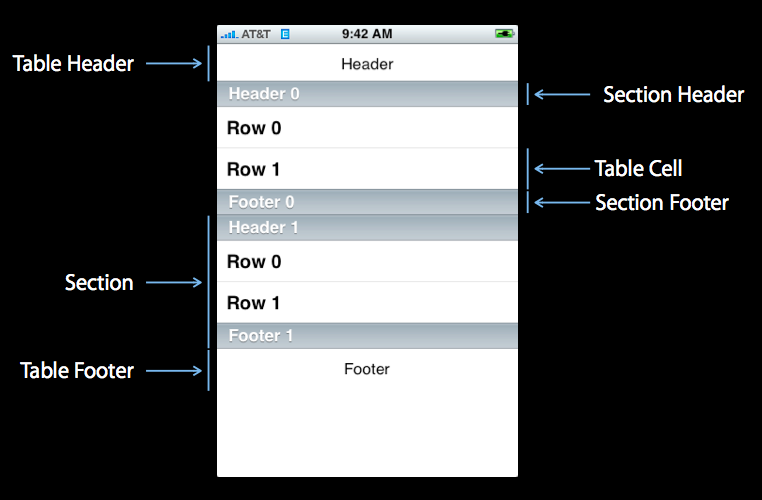 AT&T E 9:42 AM
Table Header
Header
Header 0
Section Header
Row 0
Row 1
Table Cell
Footer 0
Section Footer
Header 1
Row 0
Section
Row 1
Footer 1
Table Footer
Footer